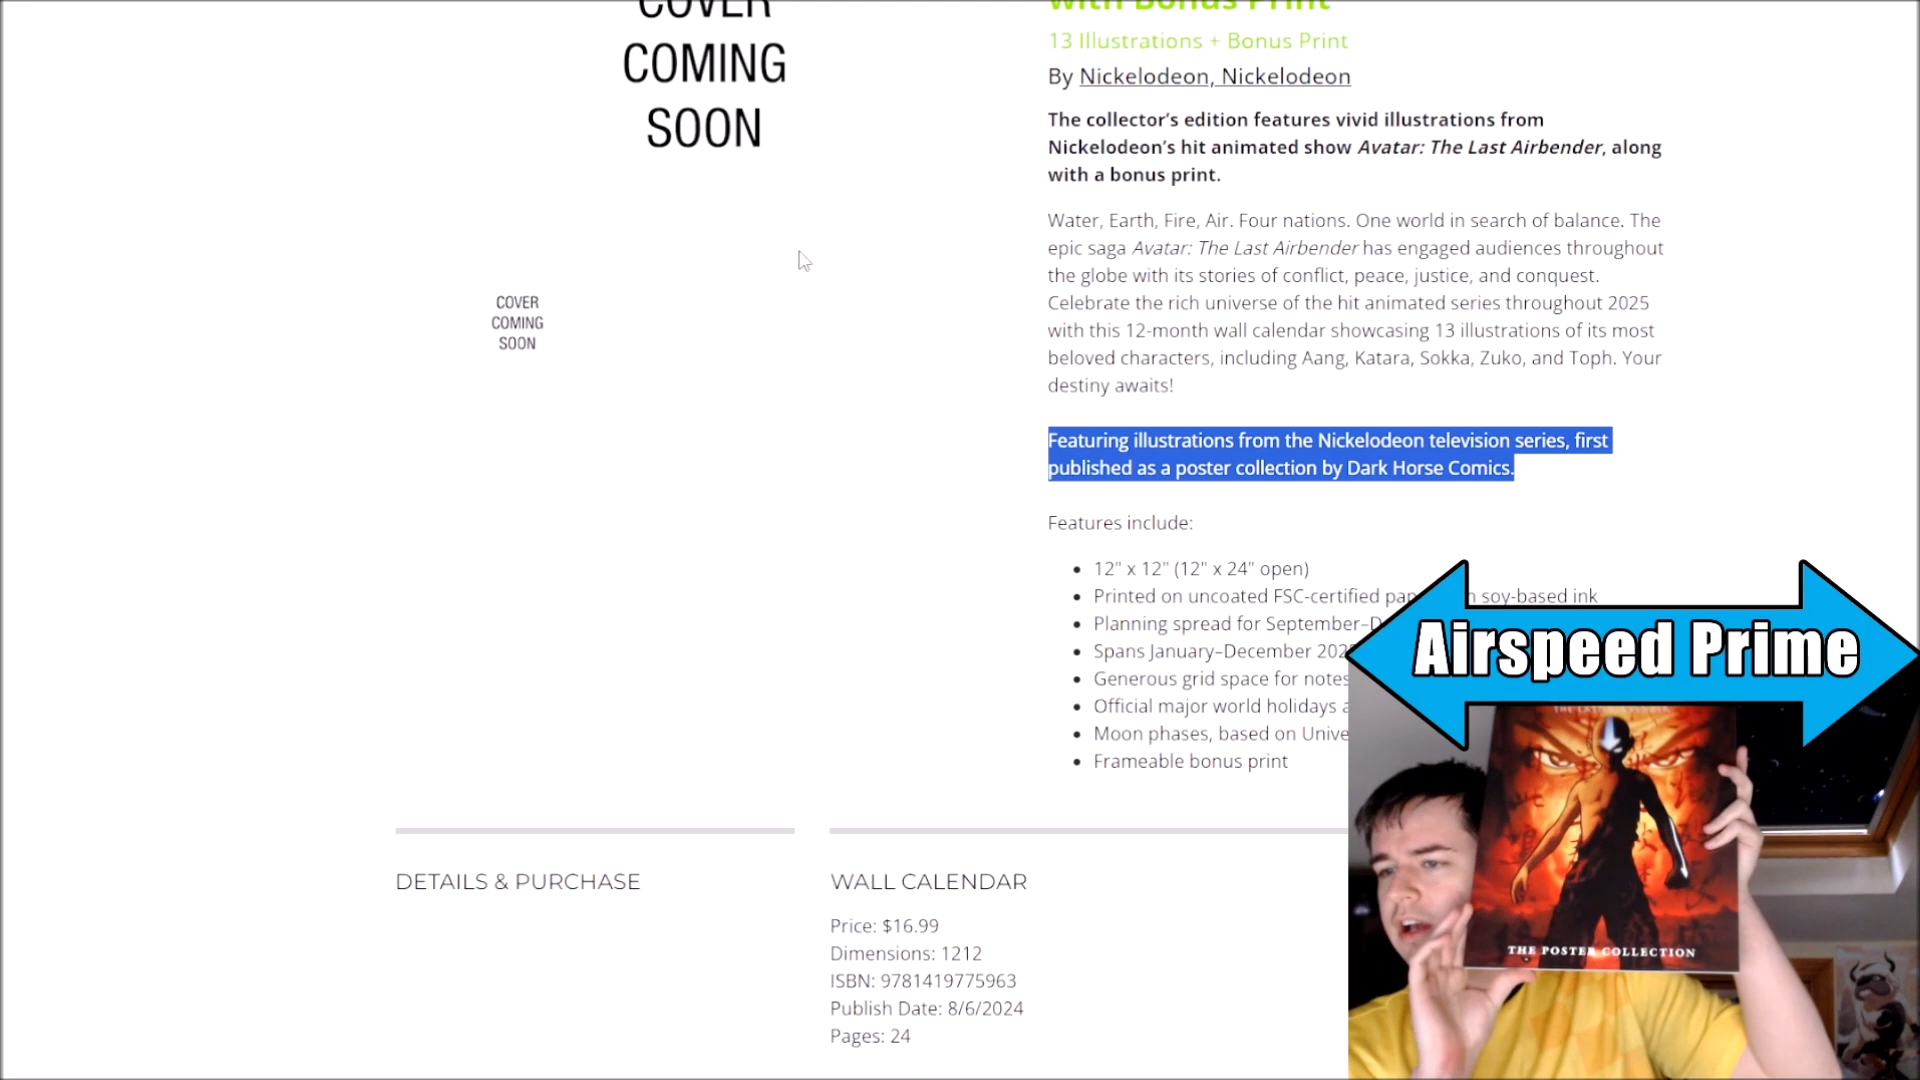 COVER
COMING
SOON
COVER
COMING
SOON
with Bonus Print
13 Illustrations + Bonus Print
By Nickelodeon, Nickelodeon
The collector’s edition features vivid illustrations from
Nickelodeon’s hit animated show Avatar: The Last Airbender, along
with a bonus print.
Water, Earth, Fire, Air. Four nations. One world in search of balance. The
epic saga Avatar: The Last Airbender has engaged audiences throughout
the globe with its stories of conflict, peace, justice, and conquest.
Celebrate the rich universe of the hit animated series throughout 2025
with this 12-month wall calendar showcasing 13 illustrations of its most
beloved characters, including Aang, Katara, Sokka, Zuko, and Toph. Your
destiny awaits!
Featuring illustrations from the Nickelodeon television series, first
published as a poster collection by Dark Horse Comics.
Features include:
12" x 12" (12" x 24" open)
Printed on uncoated FSC-certified soy-based ink
Planning spread for September–
Spans January–December
Generous grid space for notes
Official major world holidays
Moon phases, based on
Frameable bonus print
Airspeed Prime
THE POSTER COLLECTION
DETAILS & PURCHASE
WALL CALENDAR
Price: $16.99
Dimensions: 1212
ISBN: 9781419775963
Publish Date: 8/6/2024
Pages: 24